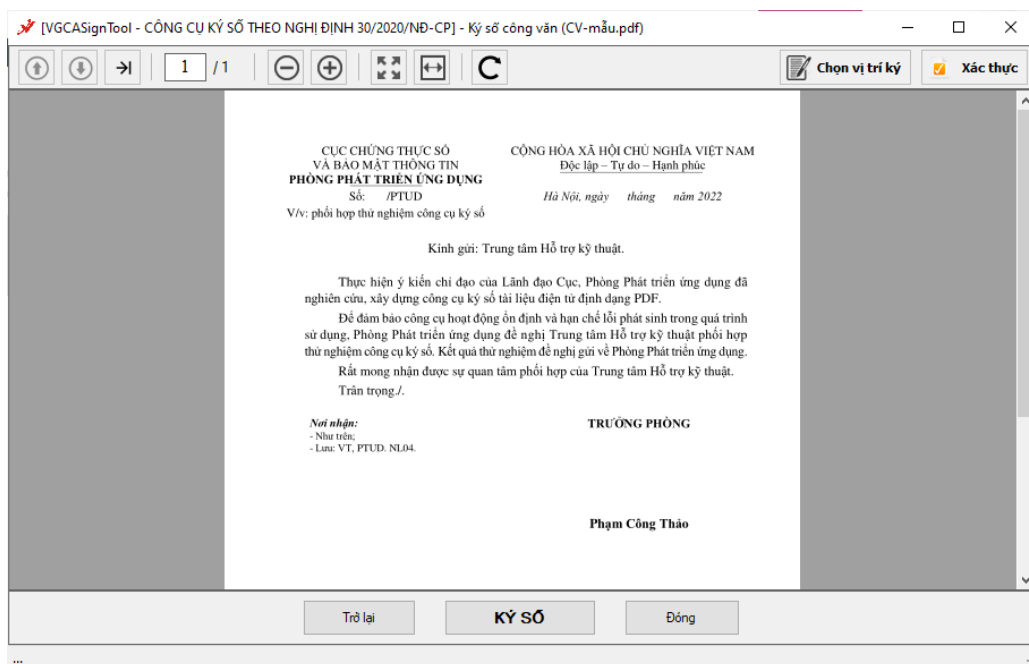 [VGCASignTool - CÔNG CỤ KÝ SỐ THEO NGHỊ ĐỊNH 30/2020/NĐ-CP] - Ký số công văn (CV-mẫu.pdf)
1 /1 Chọn vị trí ký Xác thực
CỤC CHỨNG THỰC SỐ CỘNG HÒA XÃ HỘI CHỦ NGHĨA VIỆT NAM
VÀ BẢO MẬT THÔNG TIN Độc lập – Tự do – Hạnh phúc
PHÒNG PHÁT TRIỂN ỨNG DỤNG
Số: /PTUD Hà Nội, ngày tháng năm 2022
V/v: phối hợp thử nghiệm công cụ ký số
Kính gửi: Trung tâm Hỗ trợ kỹ thuật.
Thực hiện ý kiến chỉ đạo của Lãnh đạo Cục, Phòng Phát triển ứng dụng đã
nghiên cứu, xây dựng công cụ ký số tài liệu điện tử định dạng PDF.
Để đảm bảo công cụ hoạt động ổn định và hạn chế lỗi phát sinh trong quá trình
sử dụng, Phòng Phát triển ứng dụng đề nghị Trung tâm Hỗ trợ kỹ thuật phối hợp
thử nghiệm công cụ ký số. Kết quả thử nghiệm đề nghị gửi về Phòng Phát triển ứng dụng.
Rất mong nhận được sự quan tâm phối hợp của Trung tâm Hỗ trợ kỹ thuật.
Trân trọng./.
Nơi nhận: TRƯỞNG PHÒNG
- Như trên;
- Lưu: VT, PTUD. NL04.
Phạm Công Thảo
Trở lại KÝ SỐ Đóng
...